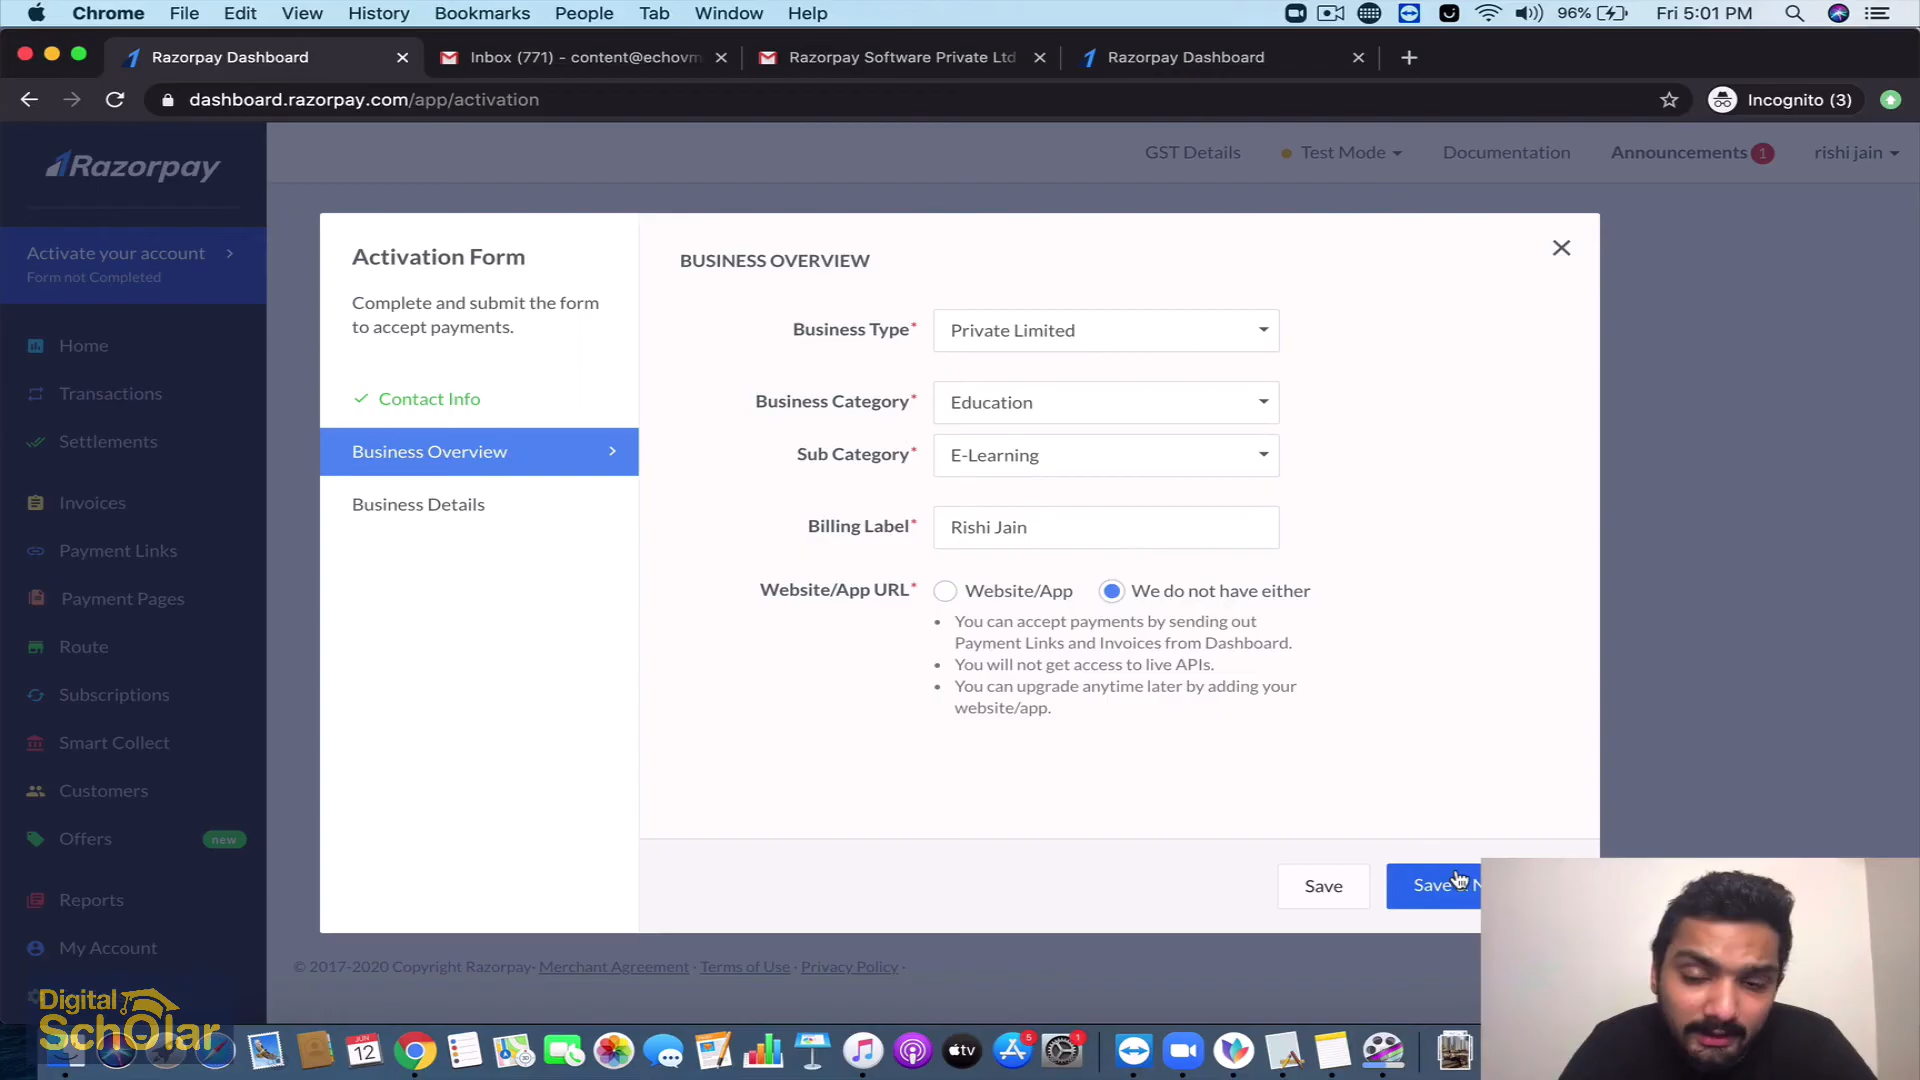 Chrome File Edit View History Bookmarks People Tab Window Help
96% Fri 5:01 PM
Razorpay Dashboard
Inbox (771) - content@echovm
Razorpay Software Private Ltd
Razorpay Dashboard
dashboard.razorpay.com/app/activation
Incognito (3)
Razorpay
GST Details
Test Mode
Documentation
Announcements 1
rishi jain
Activate your account
Form not Completed
Home
Transactions
Settlements
Invoices
Payment Links
Payment Pages
Route
Subscriptions
Smart Collect
Customers
Offers new
Reports
My Account
Activation Form
Complete and submit the form
to accept payments.
Contact Info
Business Overview
Business Details
BUSINESS OVERVIEW
Business Type* Private Limited
Business Category* Education
Sub Category* E-Learning
Billing Label* Rishi Jain
Website/App URL* Website/App We do not have either
• You can accept payments by sending out
Payment Links and Invoices from Dashboard.
• You will not get access to live APIs.
• You can upgrade anytime later by adding your
website/app.
Save
Save
© 2017-2020 Copyright Razorpay · Merchant Agreement · Terms of Use · Privacy Policy ·
Digital
SchOlar
JUN
12
tv
5
1